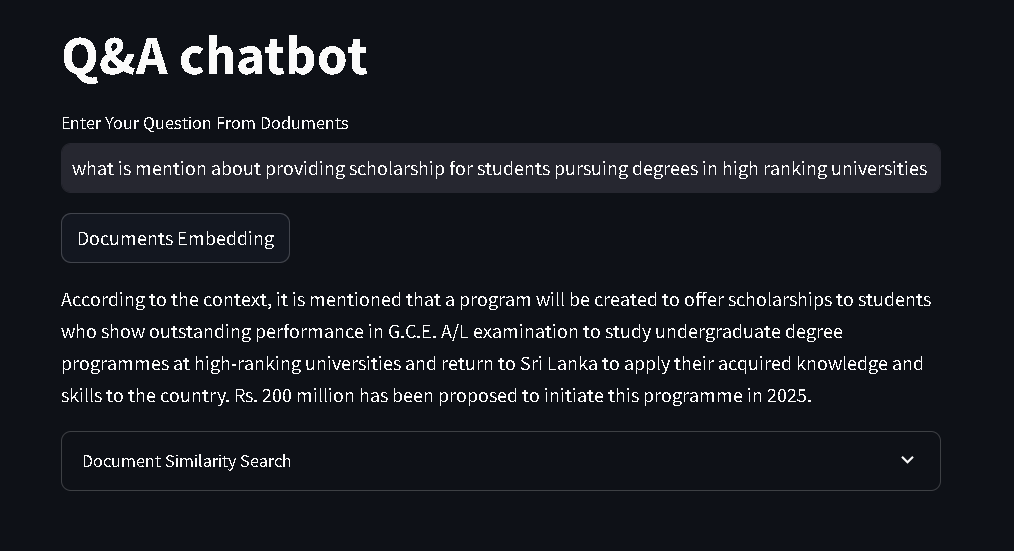 Q&A chatbot
Enter Your Question From Doduments
what is mention about providing scholarship for students pursuing degrees in high ranking universities
Documents Embedding
According to the context, it is mentioned that a program will be created to offer scholarships to students
who show outstanding performance in G.C.E. A/L examination to study undergraduate degree
programmes at high-ranking universities and return to Sri Lanka to apply their acquired knowledge and
skills to the country. Rs. 200 million has been proposed to initiate this programme in 2025.
Document Similarity Search